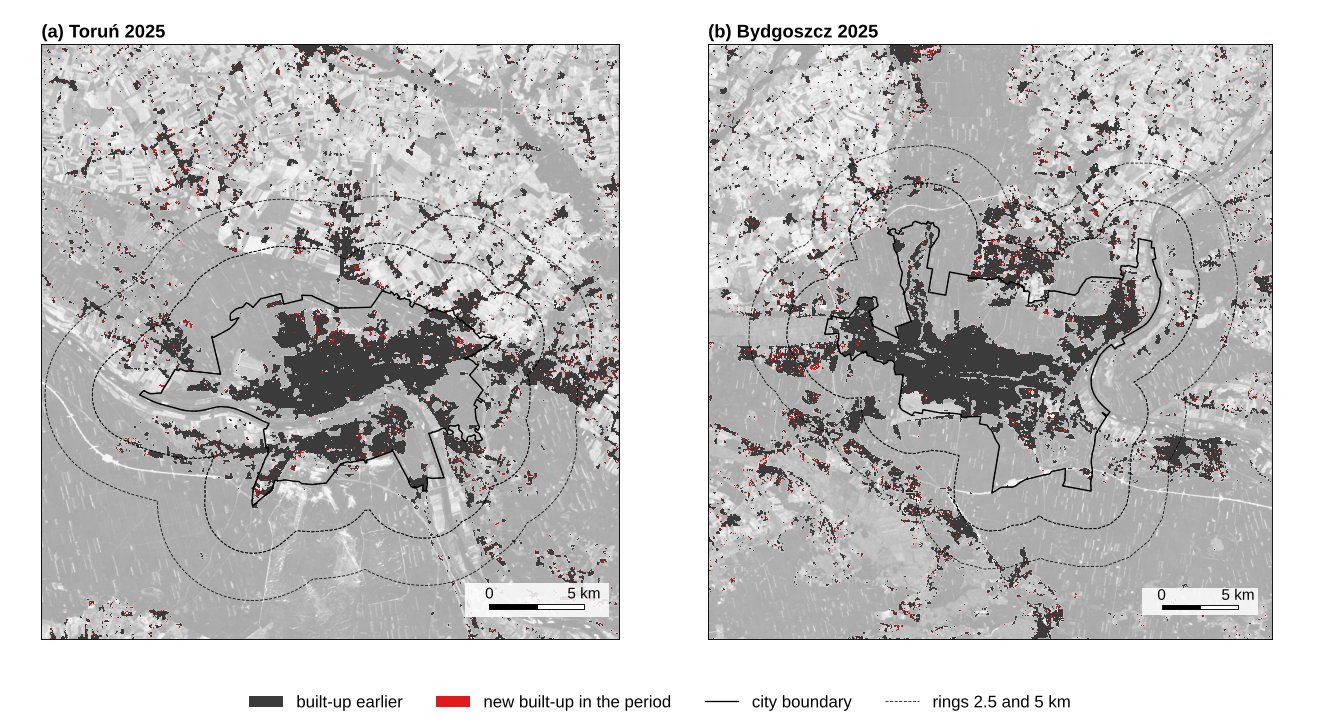 (a) Toruń 2025
(b) Bydgoszcz 2025
0 5 km
0 5 km
built-up earlier
new built-up in the period
city boundary
rings 2.5 and 5 km